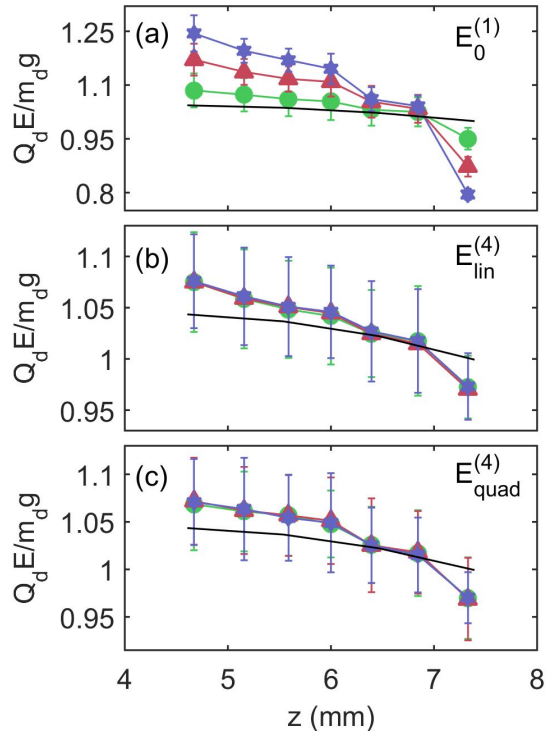 (a)
E₀⁽¹⁾
1.25
1.1
0.95
0.8
Q_dE/m_dg
(b)
E_lin⁽⁴⁾
1.1
1.05
1
0.95
Q_dE/m_dg
(c)
E_quad⁽⁴⁾
1.1
1.05
1
0.95
Q_dE/m_dg
4 5 6 7 8
z (mm)